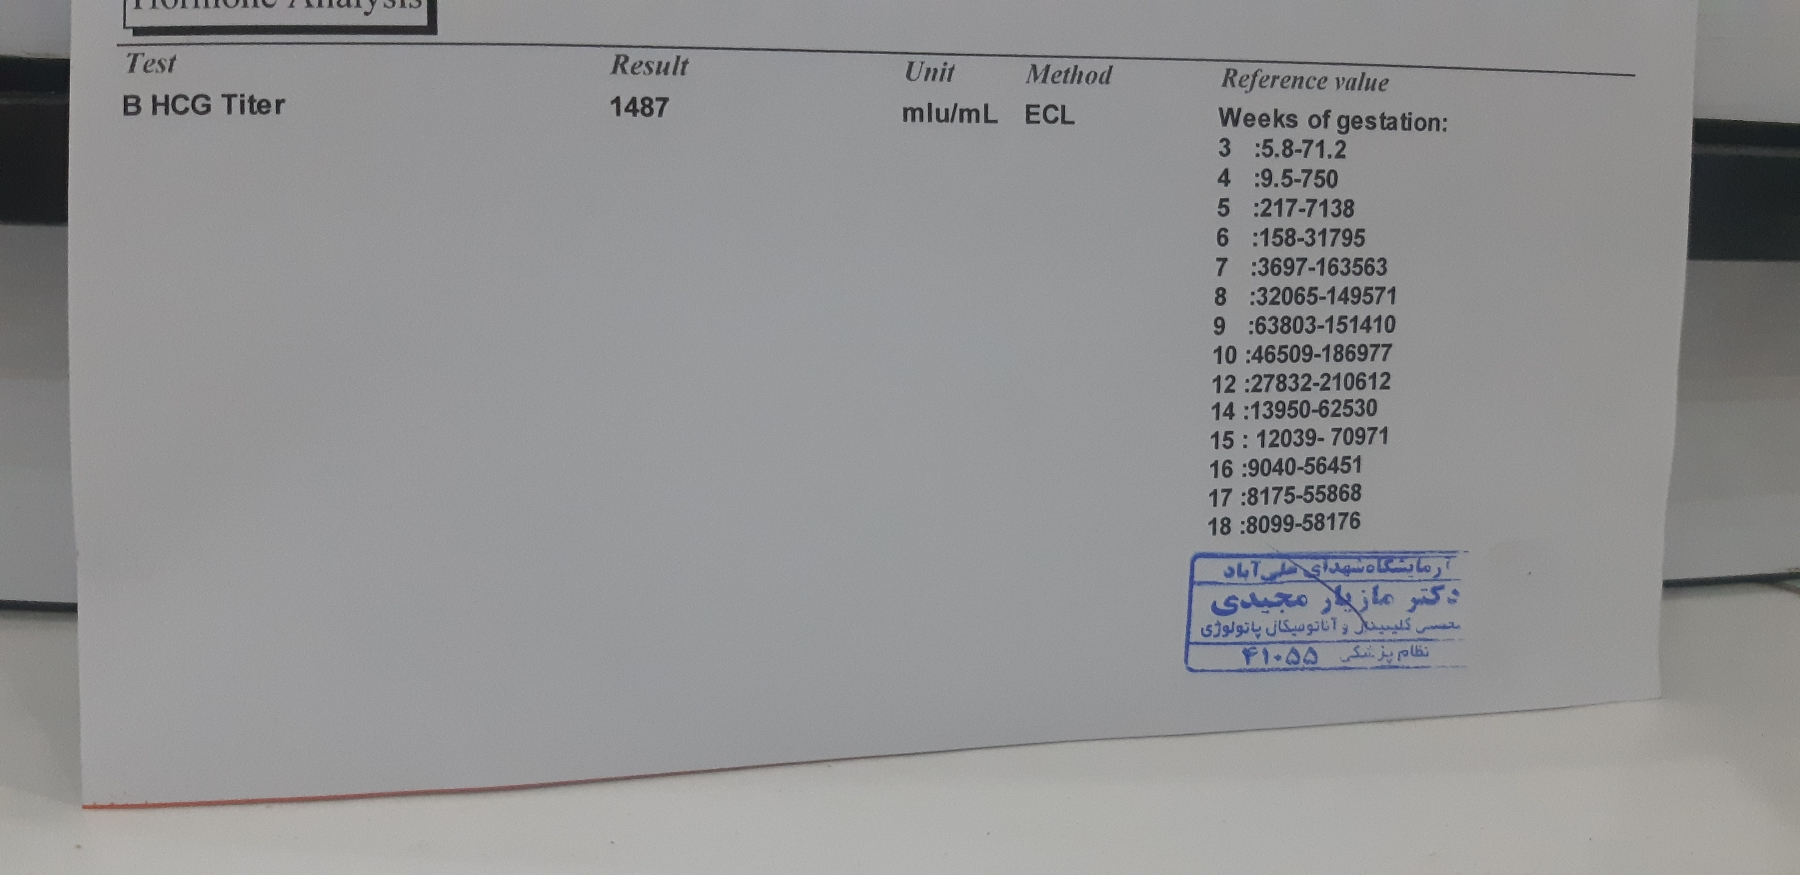 Hormone Analysis
Test Result Unit Method Reference value
B HCG Titer 1487 mIu/mL ECL Weeks of gestation:
3 :5.8-71.2
4 :9.5-750
5 :217-7138
6 :158-31795
7 :3697-163563
8 :32065-149571
9 :63803-151410
10 :46509-186977
12 :27832-210612
14 :13950-62530
15 : 12039- 70971
16 :9040-56451
17 :8175-55868
18 :8099-58176
آزمایشگاه شهدای علی آباد
دکتر مازیار مجیدی
کلینیکال و آناتومیکال پاتولوژی
نظام پزشکی ۴۱۰۵۵